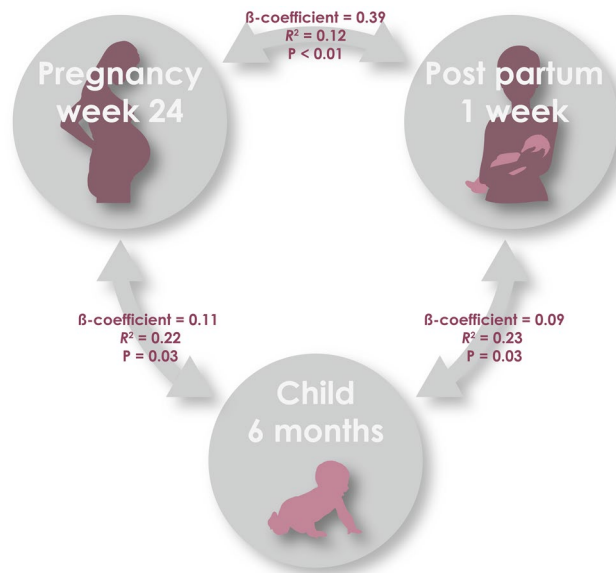 ß-coefficient = 0.39
R² = 0.12
P < 0.01
Pregnancy
week 24
Post partum
1 week
ß-coefficient = 0.11
R² = 0.22
P = 0.03
ß-coefficient = 0.09
R² = 0.23
P = 0.03
Child
6 months